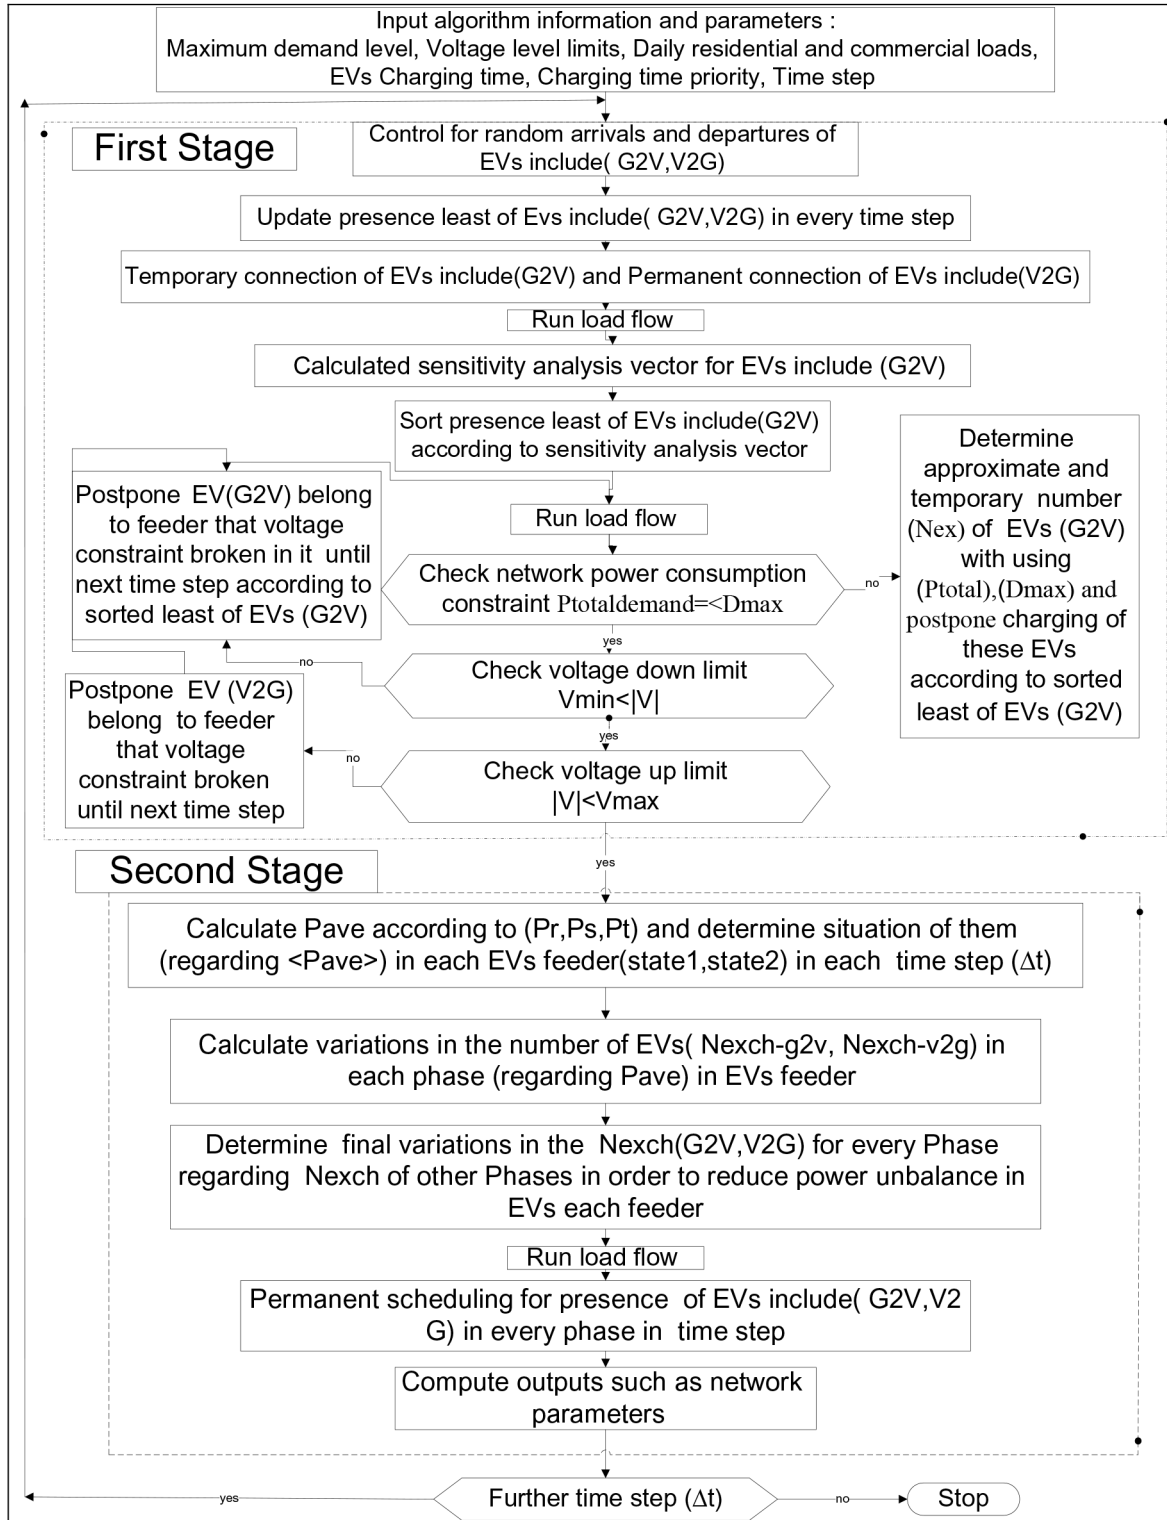 Input algorithm information and parameters :
Maximum demand level, Voltage level limits, Daily residential and commercial loads,
EVs Charging time, Charging time priority, Time step
First Stage
Control for random arrivals and departures of
EVs include( G2V,V2G)
Update presence least of Evs include( G2V,V2G) in every time step
Temporary connection of EVs include(G2V) and Permanent connection of EVs include(V2G)
Run load flow
Calculated sensitivity analysis vector for EVs include (G2V)
Sort presence least of EVs include(G2V)
according to sensitivity analysis vector
Run load flow
Check network power consumption
constraint Ptotaldemand=<Dmax
no
Determine
approximate and
temporary number
(Nex) of EVs (G2V)
with using
(Ptotal),(Dmax) and
postpone charging of
these EVs
according to sorted
least of EVs (G2V)
yes
Postpone EV(G2V) belong
to feeder that voltage
constraint broken in it until
next time step according to
sorted least of EVs (G2V)
no
Check voltage down limit
Vmin<|V|
yes
Postpone EV (V2G)
belong to feeder
that voltage
constraint broken
until next time step
no
Check voltage up limit
|V|<Vmax
yes
Second Stage
Calculate Pave according to (Pr,Ps,Pt) and determine situation of them
(regarding <Pave>) in each EVs feeder(state1,state2) in each time step (Δt)
Calculate variations in the number of EVs( Nexch-g2v, Nexch-v2g) in
each phase (regarding Pave) in EVs feeder
Determine final variations in the Nexch(G2V,V2G) for every Phase
regarding Nexch of other Phases in order to reduce power unbalance in
EVs each feeder
Run load flow
Permanent scheduling for presence of EVs include( G2V,V2
G) in every phase in time step
Compute outputs such as network
parameters
yes
Further time step (Δt)
no
Stop